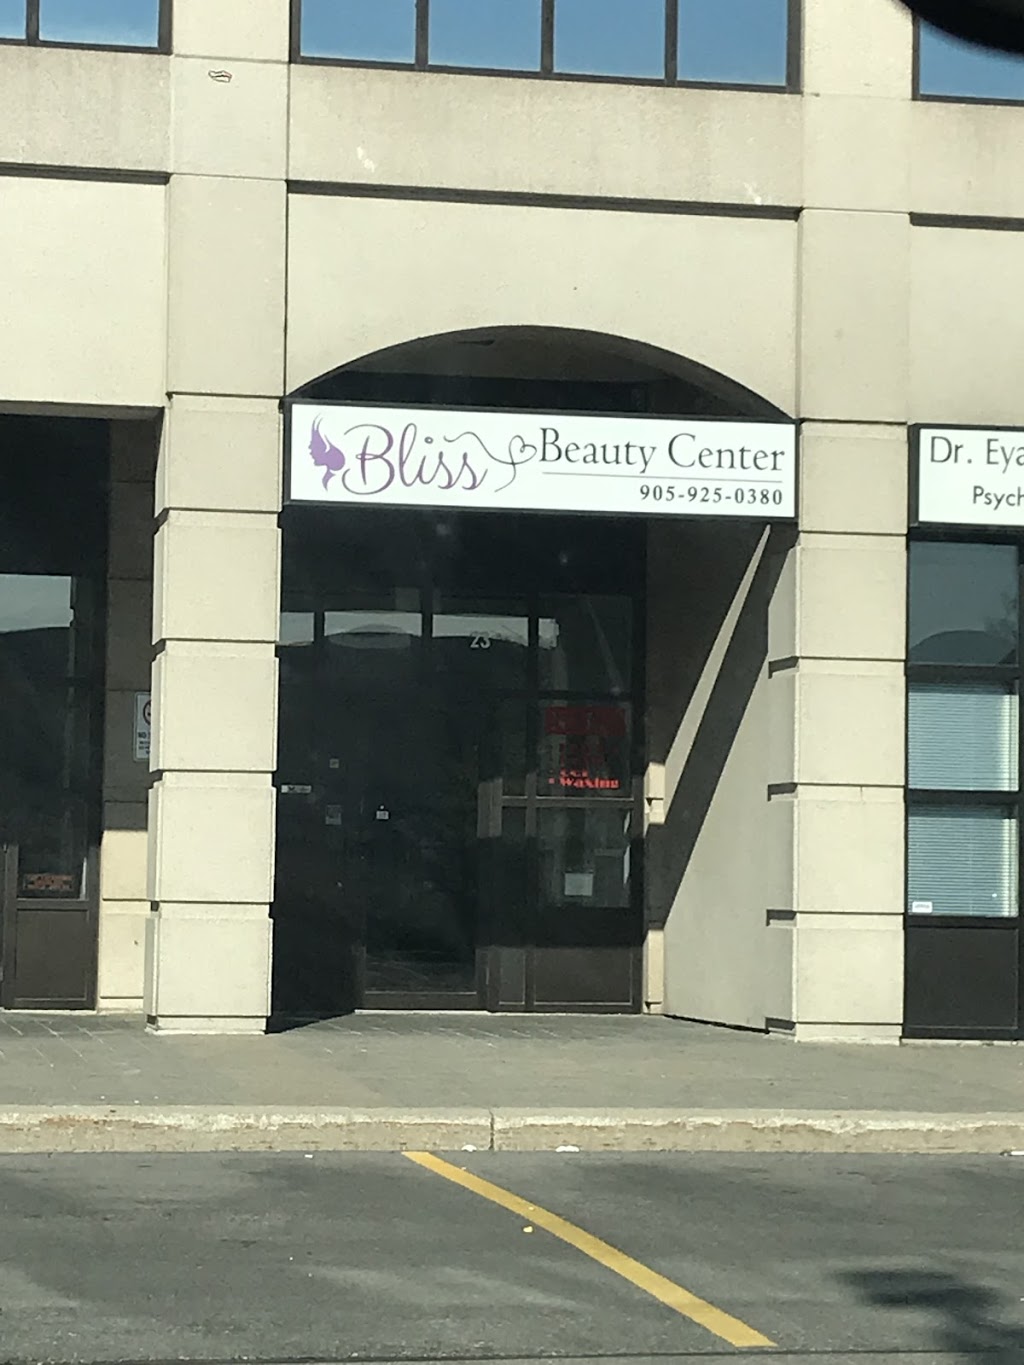 Bliss Beauty Center
905-925-0380
Dr. Eya
Psych
23
Waxing